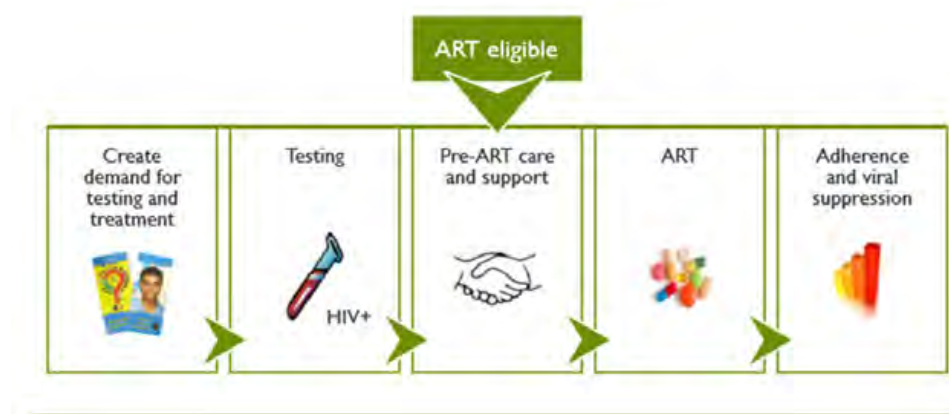 ART eligible
Create
demand for
testing and
treatment
Testing
HIV+
Pre-ART care
and support
ART
Adherence
and viral
suppression